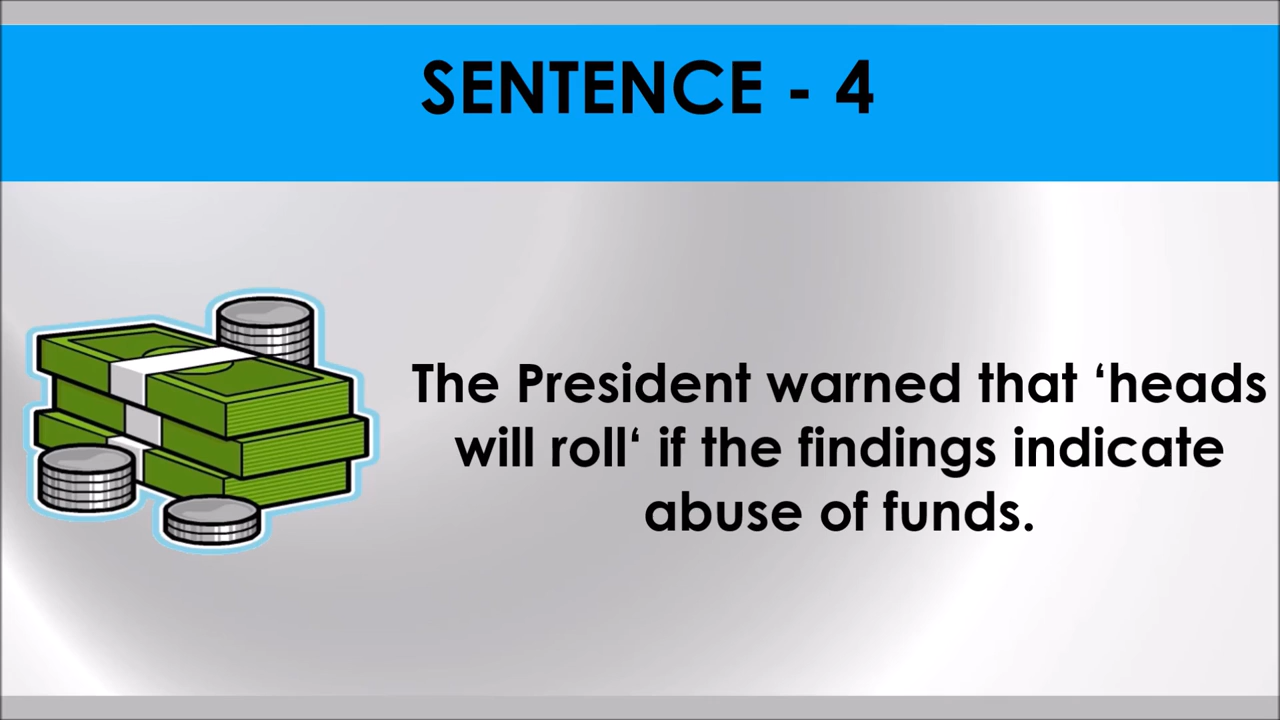 SENTENCE - 4
The President warned that ‘heads
will roll‘ if the findings indicate
abuse of funds.